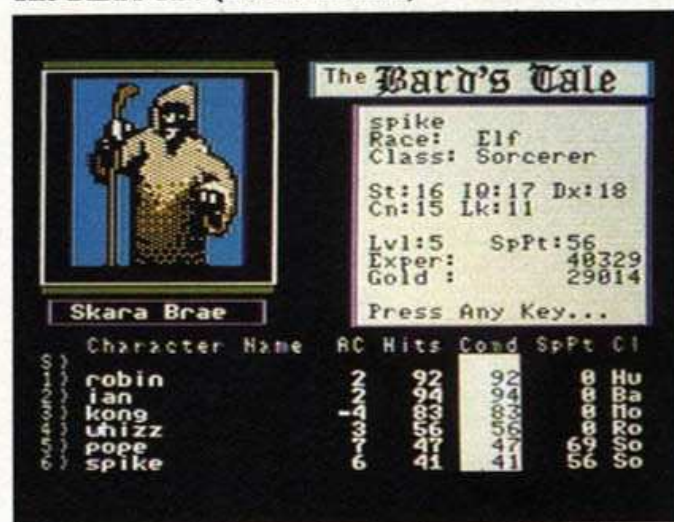 The Bard's Tale
spike
Race: Elf
Class: Sorcerer
St:16 IQ:17 Dx:18
Cn:15 Lk:11
Lvl:5 SpPt:56
Exper: 40329
Gold : 29014
Press Any Key...
Skara Brae
Character Name AC Hits Cond SpPt Cl
S)
1) robin 2 92 92 0 Hu
2) ian 2 94 94 0 Ba
3) kong -4 83 83 0 Mo
4) whizz 3 56 56 0 Ro
5) pope 7 47 47 69 So
6) spike 6 41 41 56 So